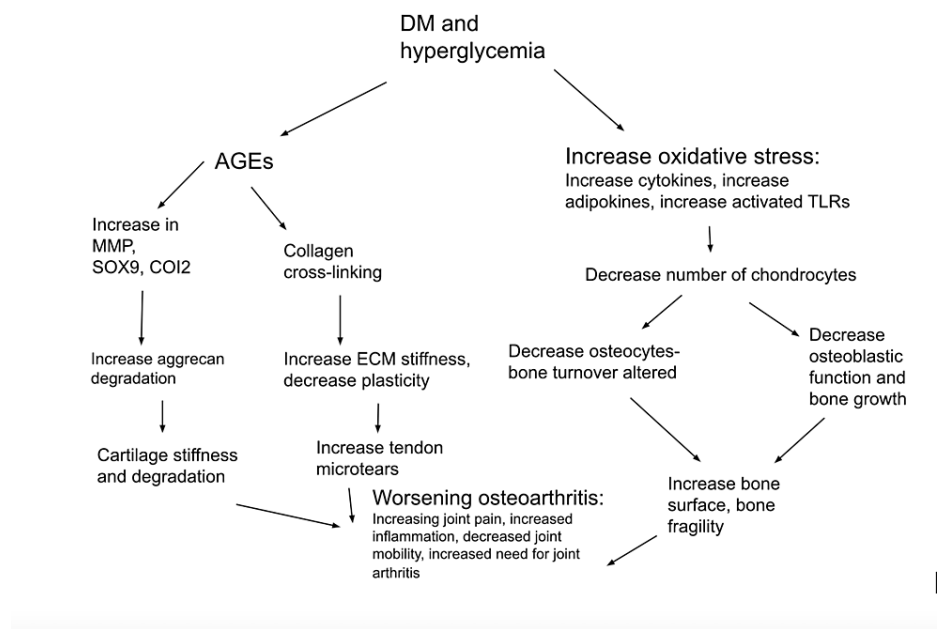 DM and
hyperglycemia
AGEs
Increase oxidative stress:
Increase cytokines, increase
adipokines, increase activated TLRs
Increase in
MMP,
SOX9, COI2
Collagen
cross-linking
Decrease number of chondrocytes
Increase aggrecan
degradation
Increase ECM stiffness,
decrease plasticity
Decrease osteocytes-
bone turnover altered
Decrease
osteoblastic
function and
bone growth
Cartilage stiffness
and degradation
Increase tendon
microtears
Increase bone
surface, bone
fragility
Worsening osteoarthritis:
Increasing joint pain, increased
inflammation, decreased joint
mobility, increased need for joint
arthritis